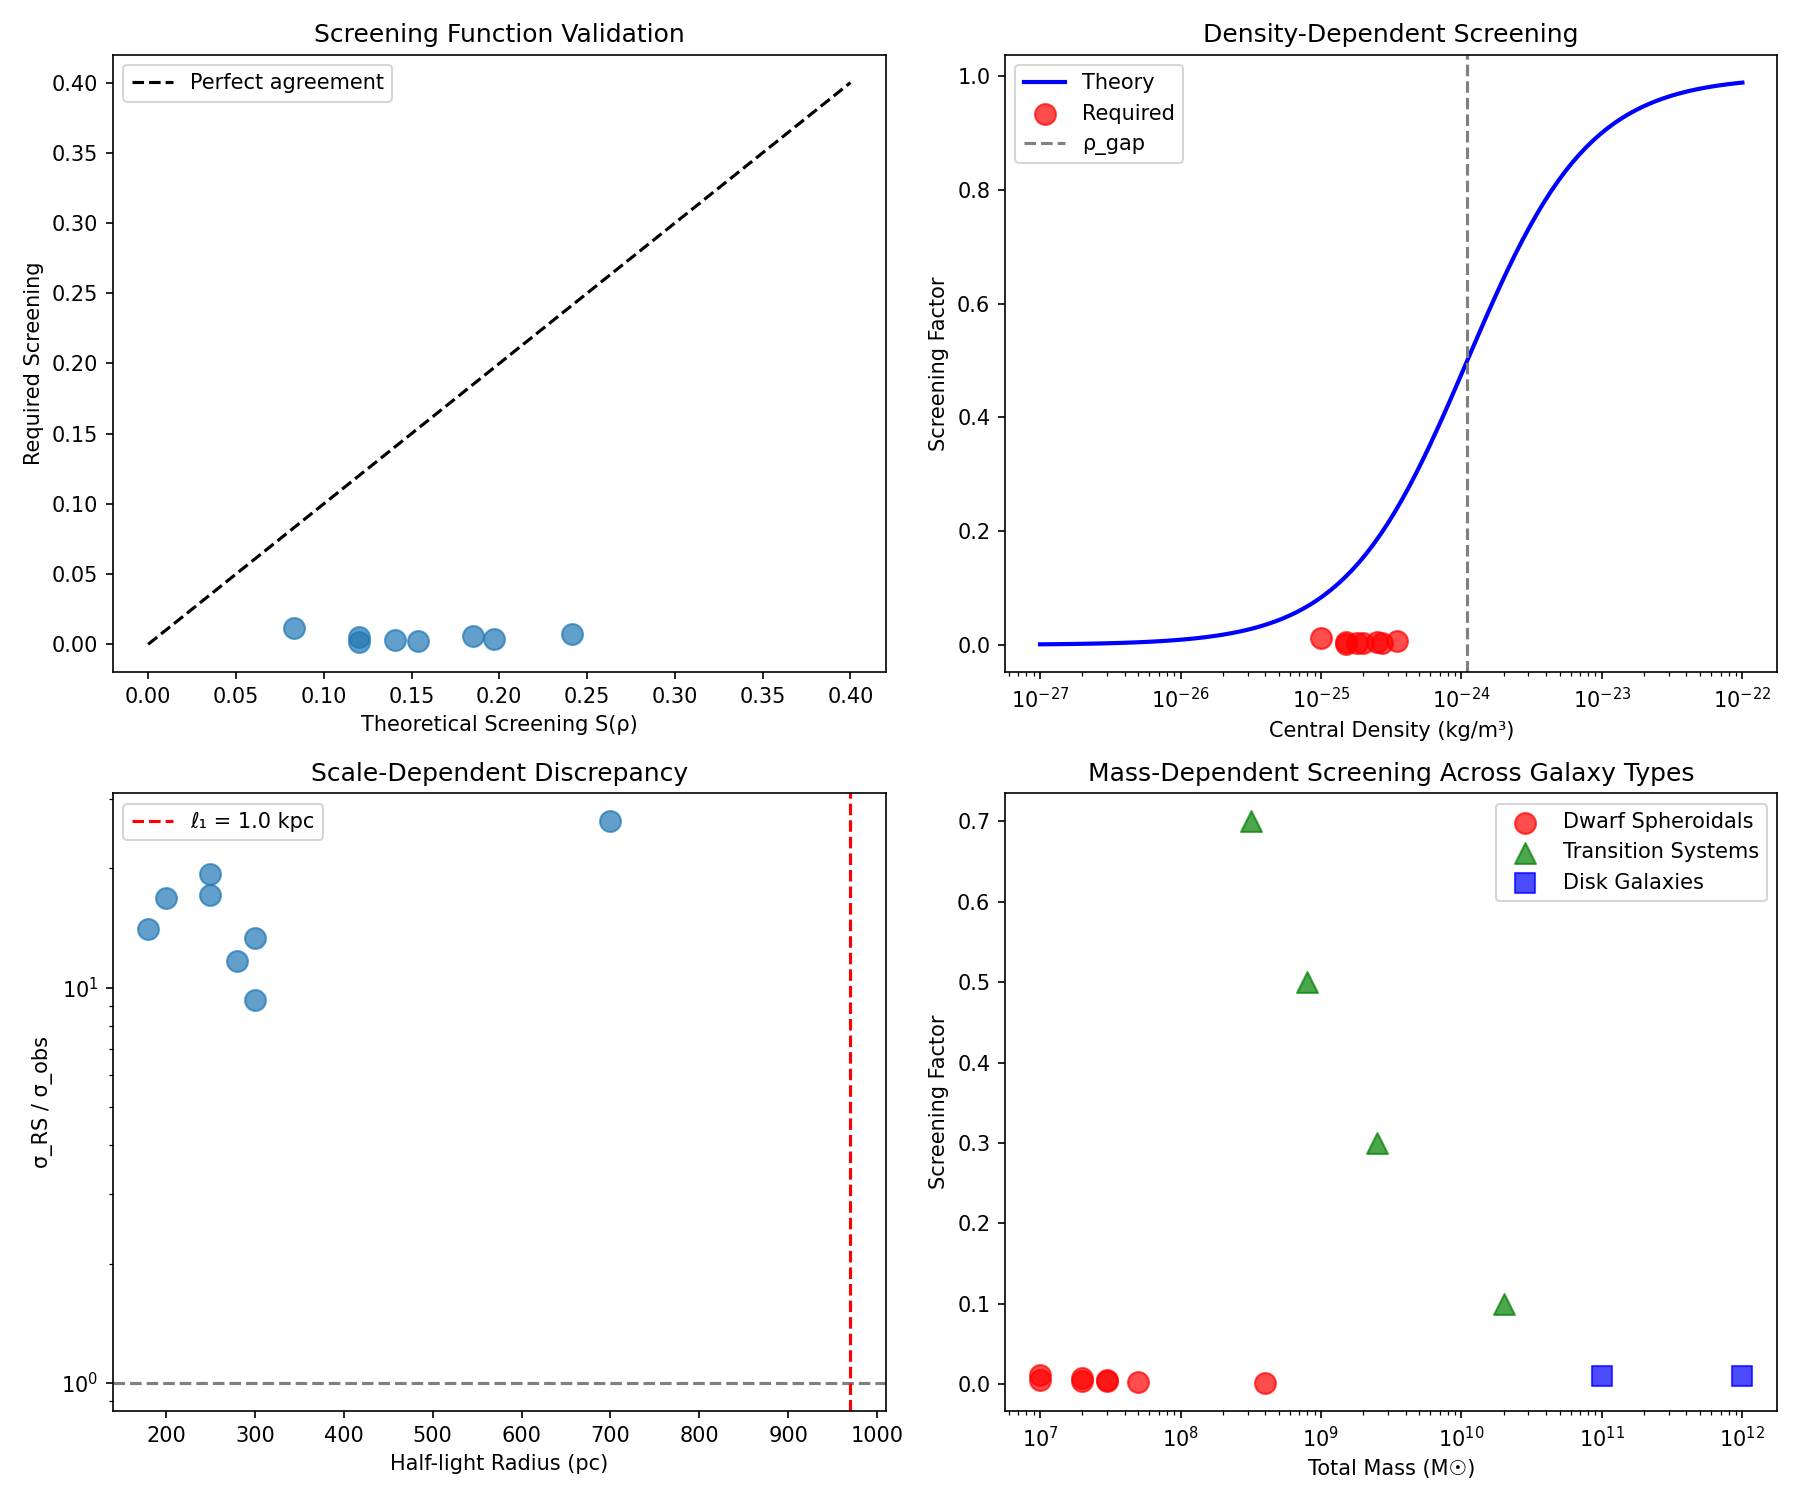 Screening Function Validation
Perfect agreement
Required Screening
0.40
0.35
0.30
0.25
0.20
0.15
0.10
0.05
0.00
0.00 0.05 0.10 0.15 0.20 0.25 0.30 0.35 0.40
Theoretical Screening S(ρ)
Density-Dependent Screening
Theory
Required
ρ_gap
Screening Factor
1.0
0.8
0.6
0.4
0.2
0.0
10⁻²⁷ 10⁻²⁶ 10⁻²⁵ 10⁻²⁴ 10⁻²³ 10⁻²²
Central Density (kg/m³)
Scale-Dependent Discrepancy
ℓ₁ = 1.0 kpc
σ_RS / σ_obs
10¹
10⁰
200 300 400 500 600 700 800 900 1000
Half-light Radius (pc)
Mass-Dependent Screening Across Galaxy Types
Dwarf Spheroidals
Transition Systems
Disk Galaxies
Screening Factor
0.7
0.6
0.5
0.4
0.3
0.2
0.1
0.0
10⁷ 10⁸ 10⁹ 10¹⁰ 10¹¹ 10¹²
Total Mass (M☉)